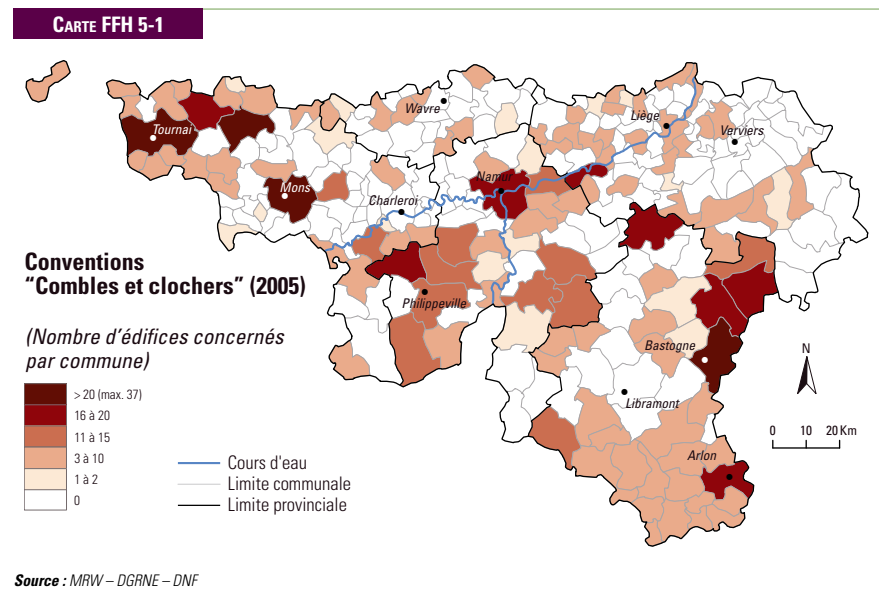 CARTE FFH 5-1
Wavre
Liège
Tournai
Verviers
Namur
Mons
Charleroi
Conventions
“Combles et clochers” (2005)
Philippeville
(Nombre d’édifices concernés
par commune)
Bastogne
N
> 20 (max. 37)
16 à 20
11 à 15
3 à 10
1 à 2
0
Libramont
0 10 20 Km
Arlon
Cours d'eau
Limite communale
Limite provinciale
Source : MRW – DGRNE – DNF